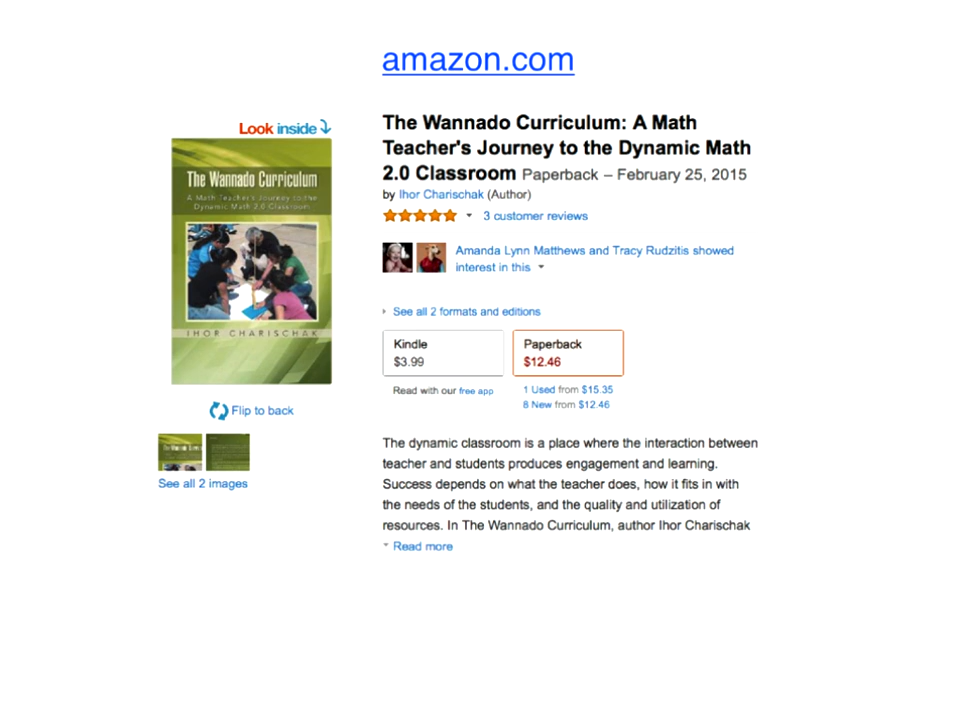 amazon.com
Look inside
The Wannado Curriculum
A Math Teacher's Journey to the
Dynamic Math 2.0 Classroom
IHOR CHARISCHAK
Flip to back
See all 2 images
The Wannado Curriculum: A Math
Teacher's Journey to the Dynamic Math
2.0 Classroom Paperback – February 25, 2015
by Ihor Charischak (Author)
3 customer reviews
Amanda Lynn Matthews and Tracy Rudzitis showed
interest in this
See all 2 formats and editions
Kindle
$3.99
Read with our free app
Paperback
$12.46
1 Used from $15.35
8 New from $12.46
The dynamic classroom is a place where the interaction between
teacher and students produces engagement and learning.
Success depends on what the teacher does, how it fits in with
the needs of the students, and the quality and utilization of
resources. In The Wannado Curriculum, author Ihor Charischak
Read more